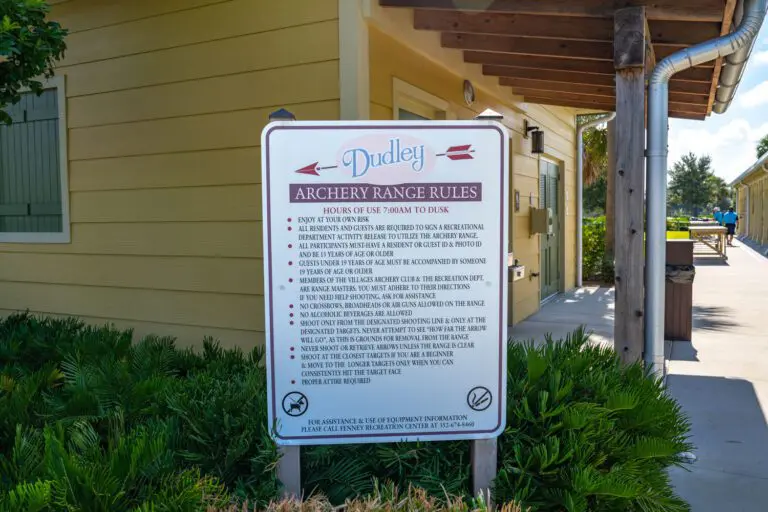 Dudley
ARCHERY RANGE RULES
HOURS OF USE 7:00AM TO DUSK
• ENJOY AT YOUR OWN RISK
• ALL RESIDENTS AND GUESTS ARE REQUIRED TO SIGN A RECREATIONAL
DEPARTMENT ACTIVITY RELEASE TO UTILIZE THE ARCHERY RANGE.
• ALL PARTICIPANTS MUST HAVE A RESIDENT OR GUEST ID & PHOTO ID
AND BE 13 YEARS OF AGE OR OLDER
• GUESTS UNDER 19 YEARS OF AGE MUST BE ACCOMPANIED BY SOMEONE
19 YEARS OF AGE OR OLDER
• MEMBERS OF THE VILLAGES ARCHERY CLUB & THE RECREATION DEPT.
ARE RANGE MASTERS. YOU MUST ADHERE TO THEIR DIRECTIONS
IF YOU NEED HELP SHOOTING, ASK FOR ASSISTANCE
• NO CROSSBOWS, BROADHEADS OR AIR GUNS ALLOWED ON THE RANGE
• NO ALCOHOLIC BEVERAGES ARE ALLOWED
• SHOOT ONLY FROM THE DESIGNATED SHOOTING LINE & ONLY AT THE
DESIGNATED TARGETS. NEVER ATTEMPT TO SEE "HOW FAR THE ARROW
WILL GO", AS THIS IS GROUNDS FOR REMOVAL FROM THE RANGE
• NEVER SHOOT OR RETRIEVE ARROWS UNLESS THE RANGE IS CLEAR
• SHOOT AT THE CLOSEST TARGETS IF YOU ARE A BEGINNER
& MOVE TO THE LONGER TARGETS ONLY WHEN YOU CAN
CONSISTENTLY HIT THE TARGET FACE
• PROPER ATTIRE REQUIRED
FOR ASSISTANCE & USE OF EQUIPMENT INFORMATION
PLEASE CALL FENNEY RECREATION CENTER AT 352-674-8460